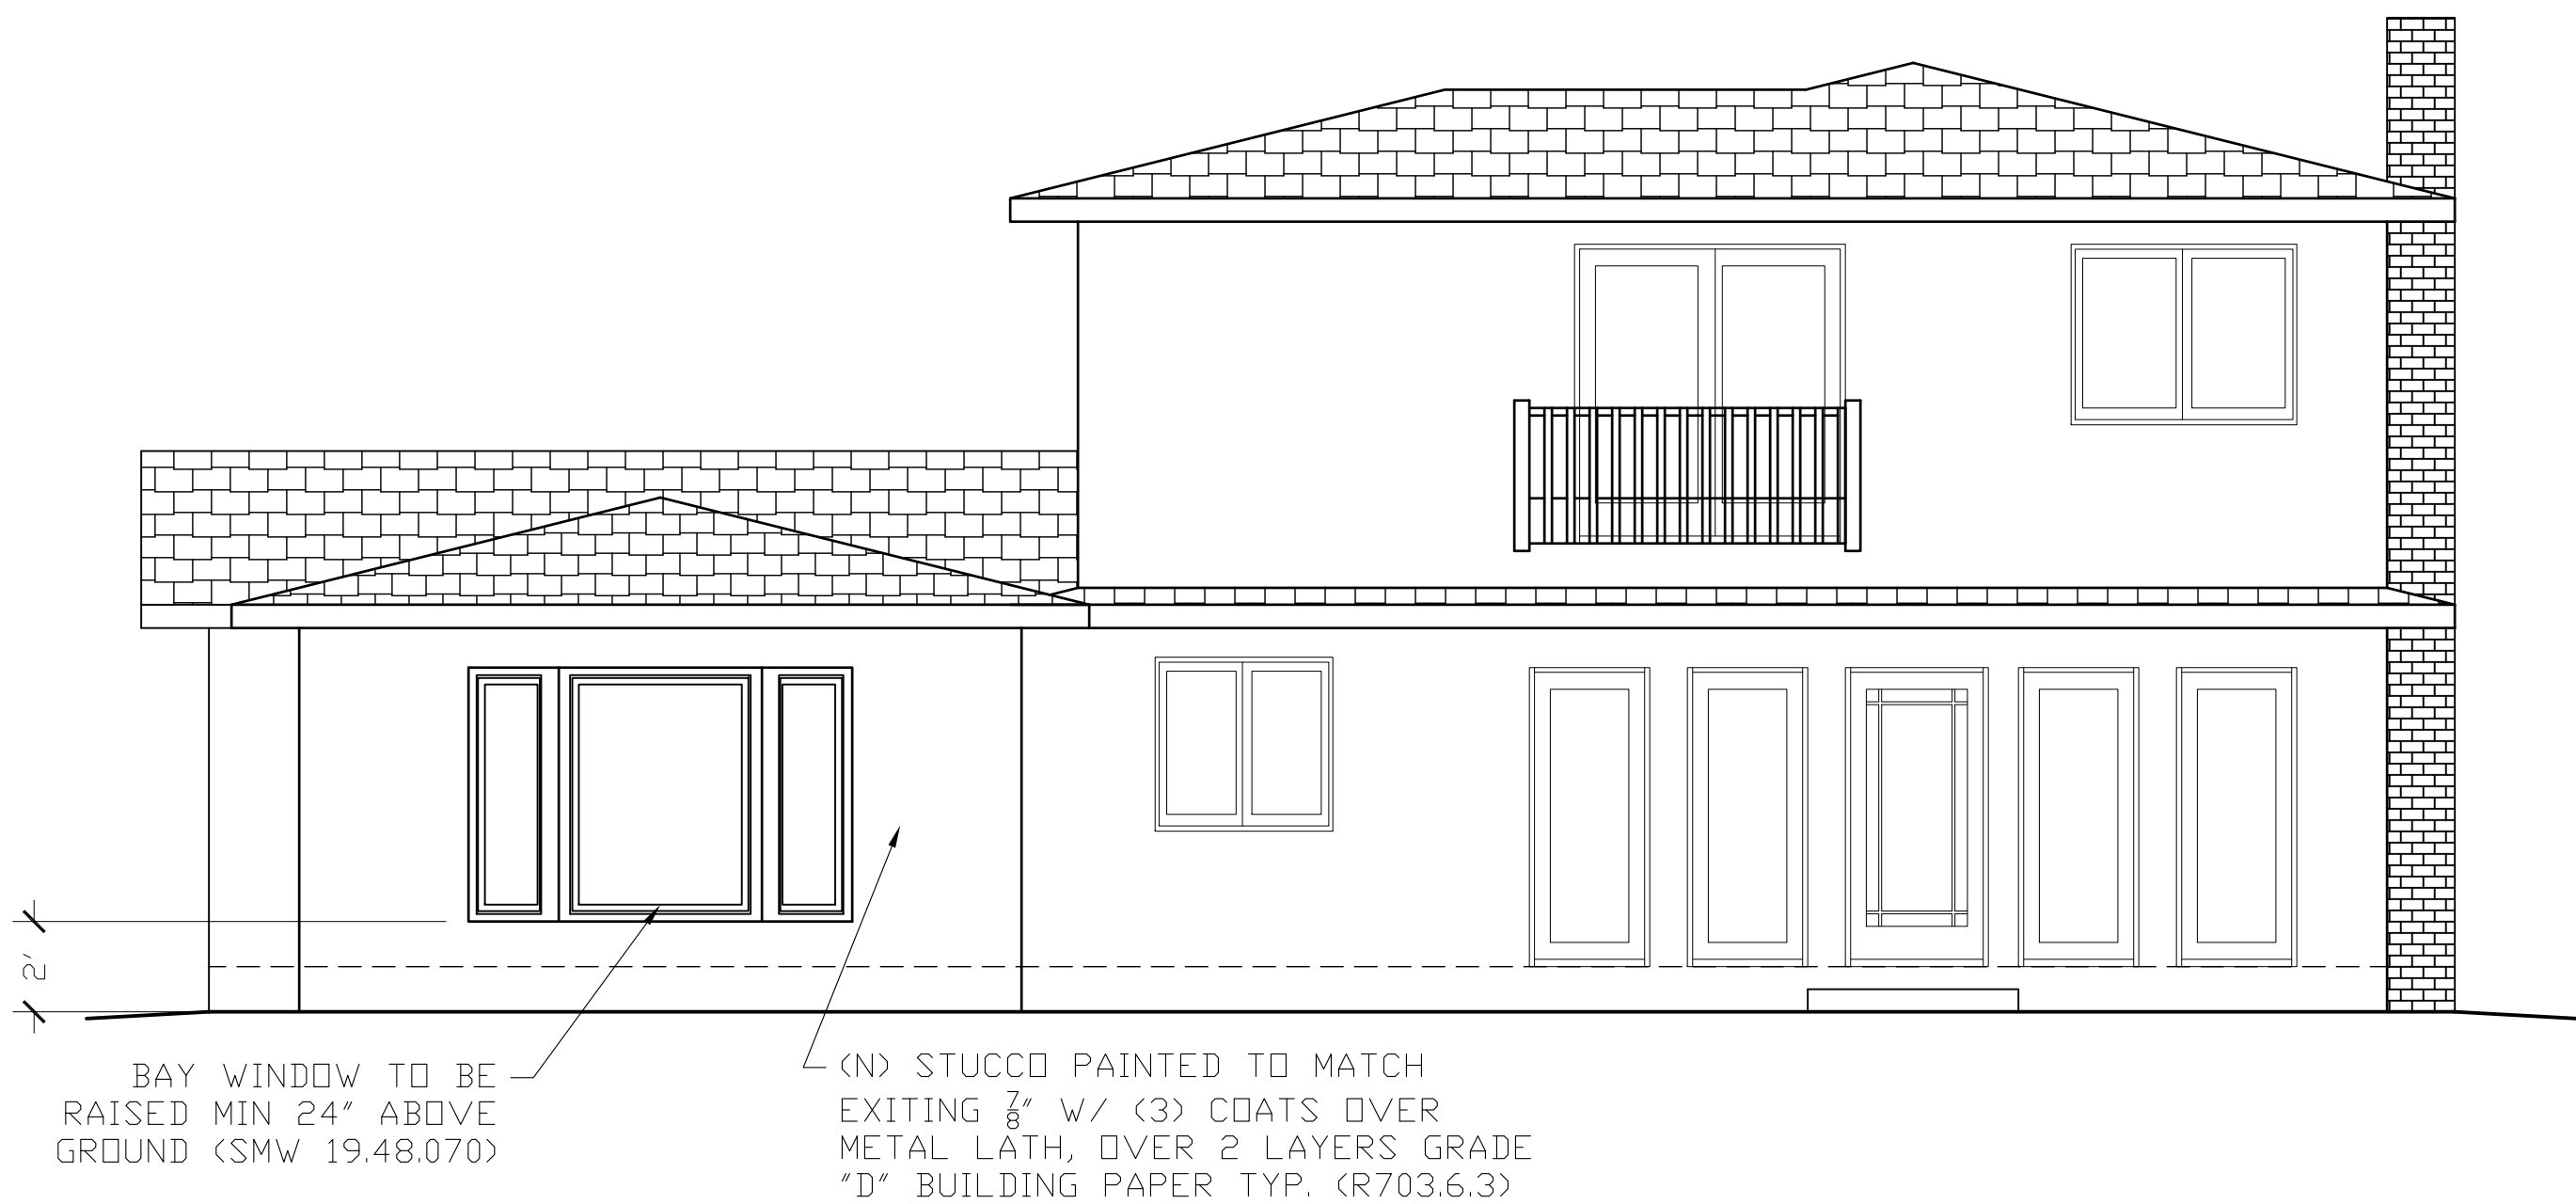 2'
BAY WINDOW TO BE
RAISED MIN 24" ABOVE
GROUND (SMW 19.48.070)
(N) STUCCO PAINTED TO MATCH
EXITING 7/8" W/ (3) COATS OVER
METAL LATH, OVER 2 LAYERS GRADE
"D" BUILDING PAPER TYP. (R703.6.3)